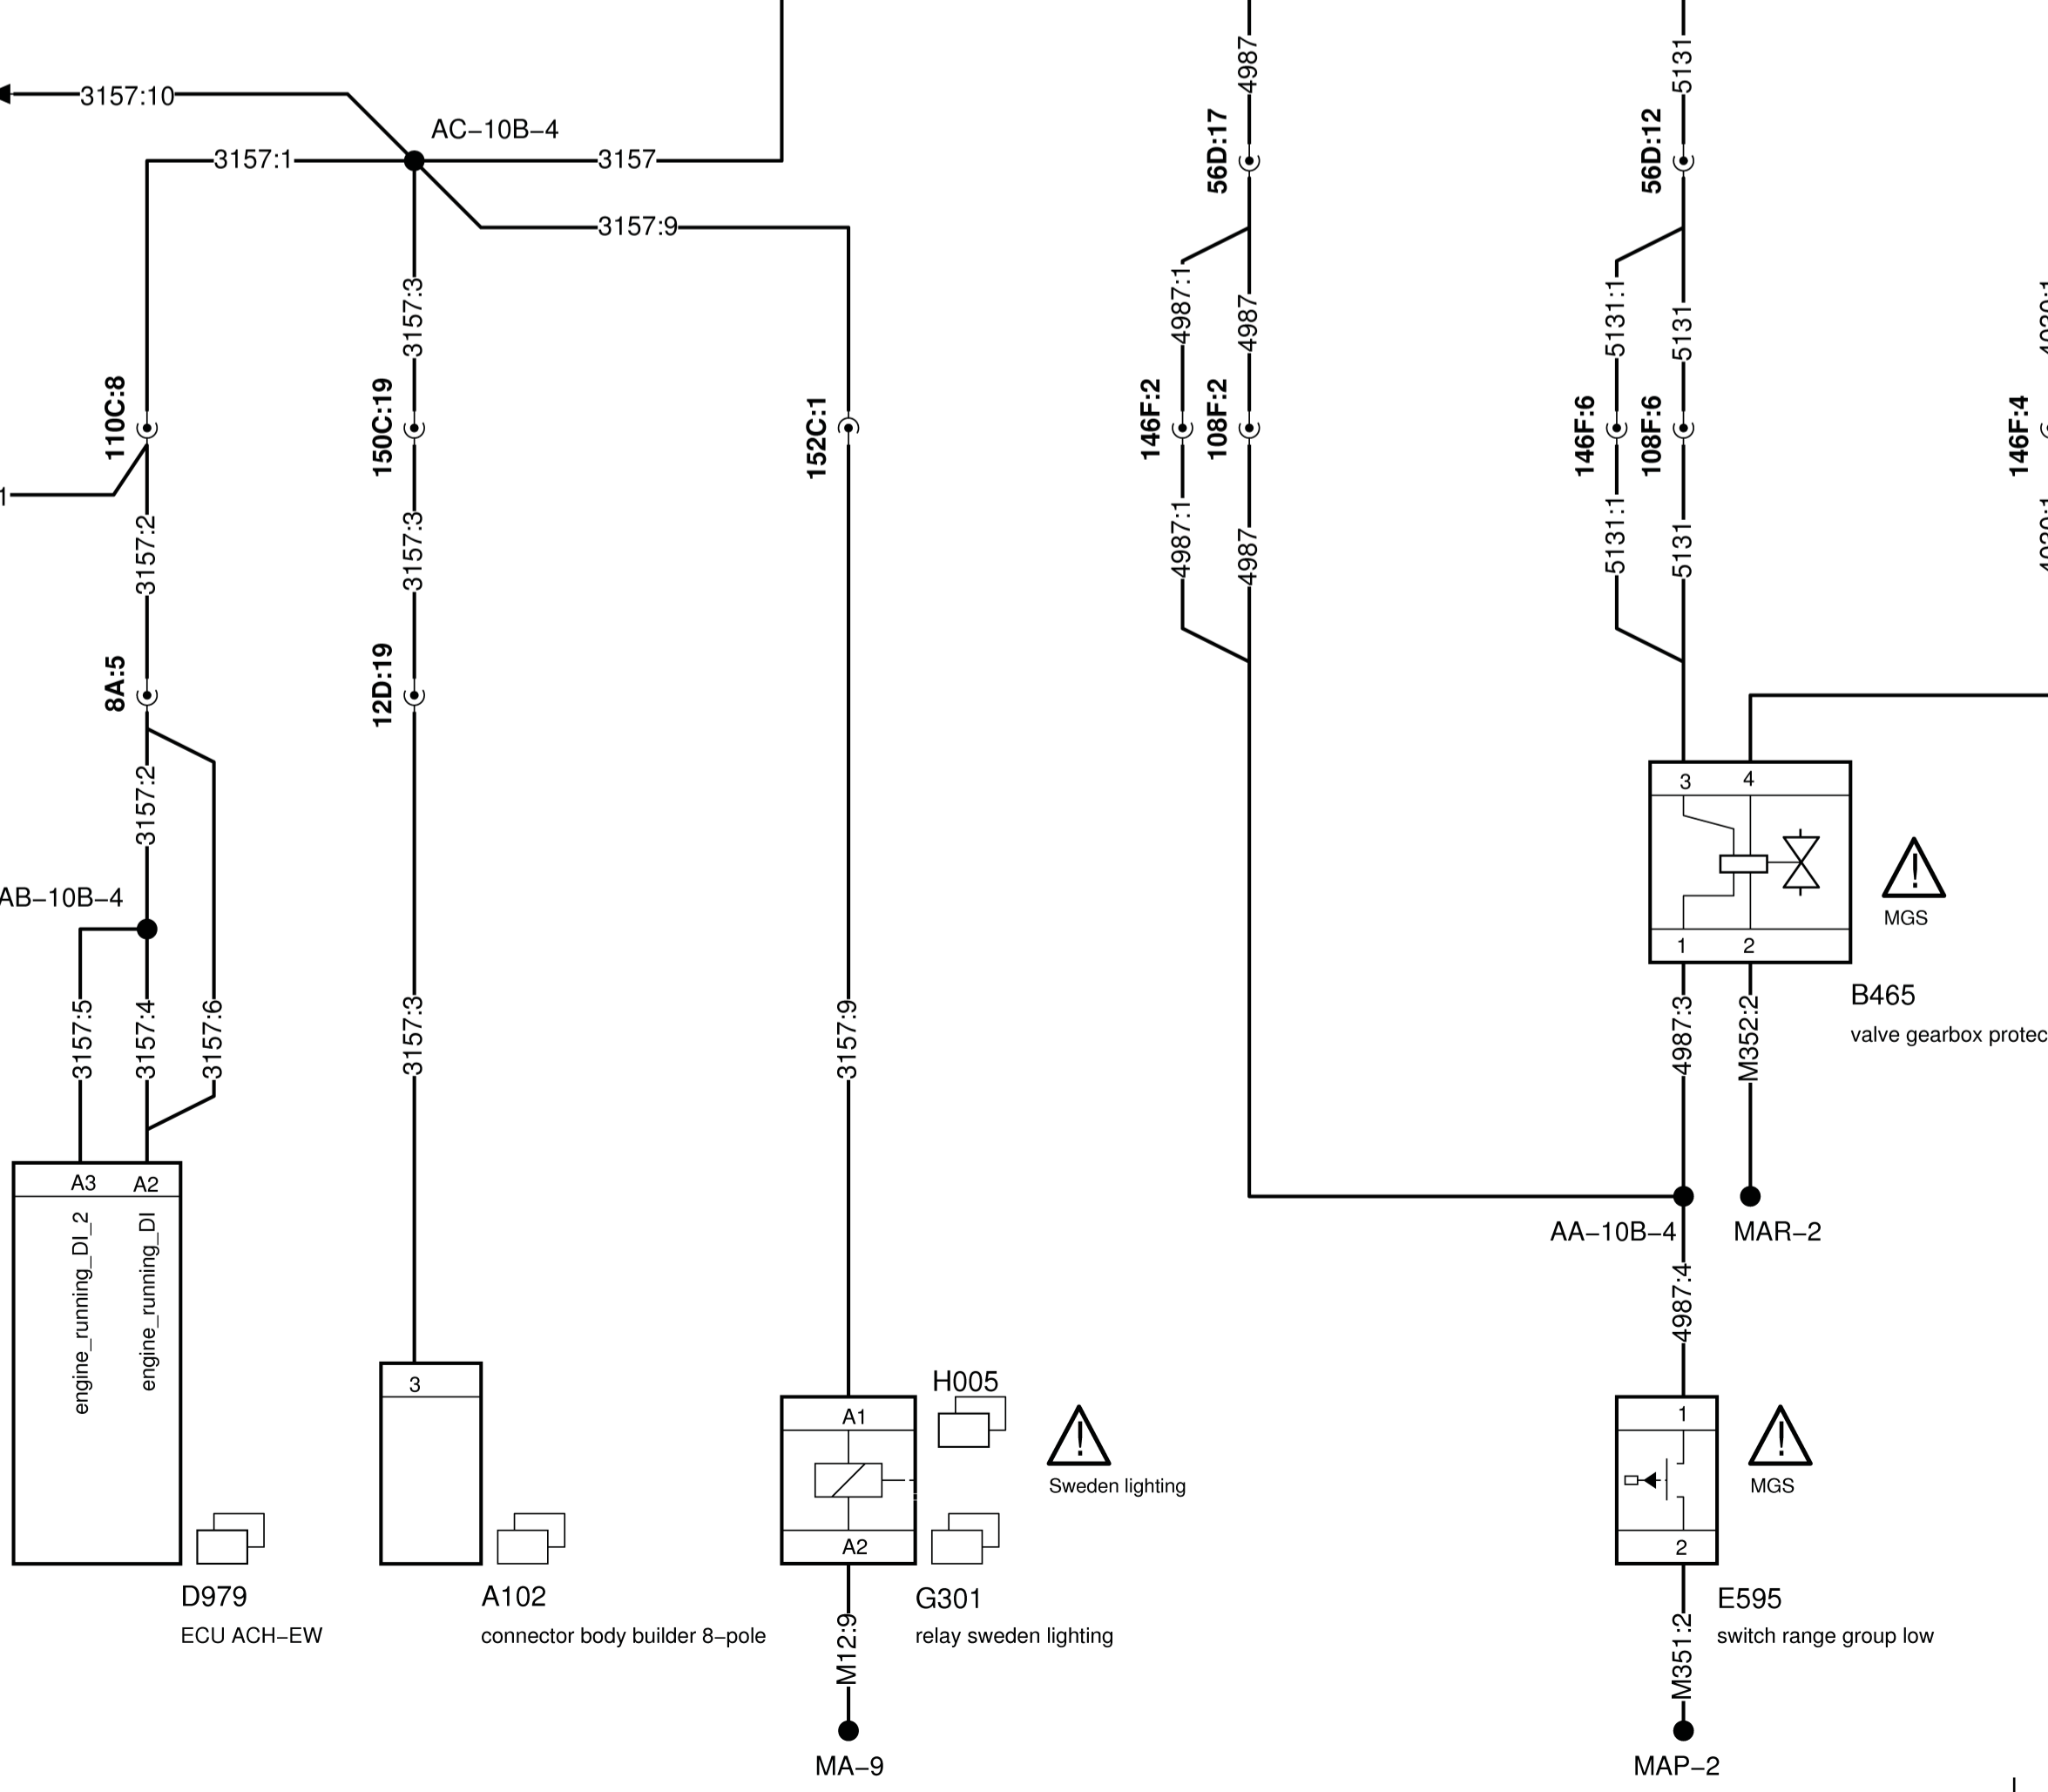 3157:10
AC-10B-4
3157:1
3157
3157:9
4987
56D:17
5131
56D:12
3157:3
4987:1
4987
5131:1
5131
110C:8
150C:19
152C:1
146F:2
108F:2
146F:6
108F:6
146F:4
1
3157:2
3157:3
4987:1
4987
5131:1
5131
8A:5
12D:19
3157:2
3
4
MGS
1
2
AB-10B-4
3157:5
3157:4
3157:6
3157:3
3157:9
4987:3
M352:2
B465
valve gearbox protec
A3
A2
engine_running_DI_2
engine_running_DI
AA-10B-4
MAR-2
4987:4
3
H005
A1
A2
Sweden lighting
1
2
MGS
D979
ECU ACH-EW
A102
connector body builder 8-pole
G301
relay sweden lighting
E595
switch range group low
M12:9
M351:2
MA-9
MAP-2